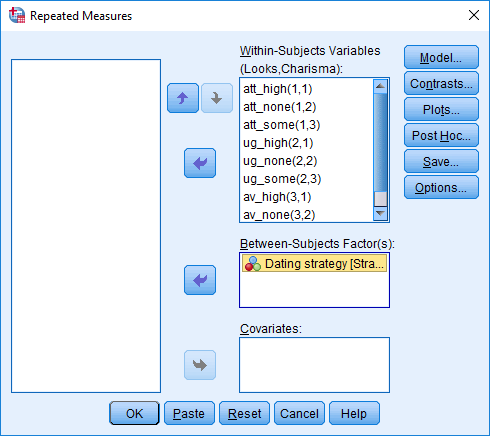 Repeated Measures
Within-Subjects Variables
(Looks,Charisma):
att_high(1,1)
att_none(1,2)
att_some(1,3)
ug_high(2,1)
ug_none(2,2)
ug_some(2,3)
av_high(3,1)
av_none(3,2)
Model...
Contrasts...
Plots...
Post Hoc...
Save...
Options...
Between-Subjects Factor(s):
Dating strategy [Stra...
Covariates:
OK
Paste
Reset
Cancel
Help